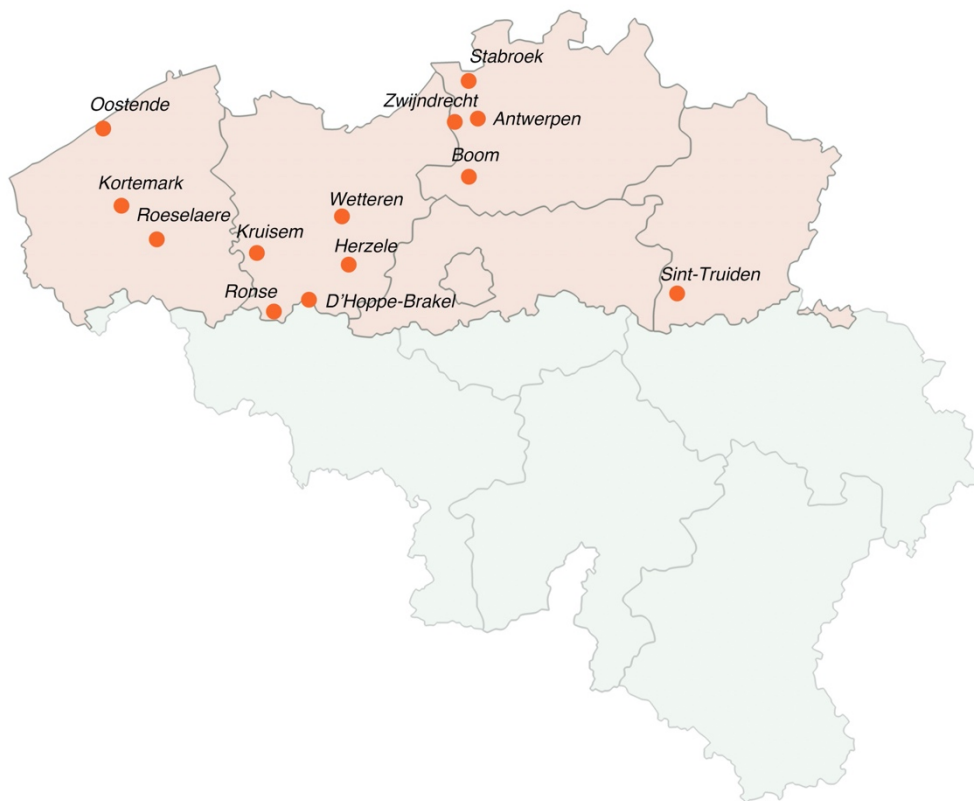 Stabroek
Oostende
Zwijndrecht
Antwerpen
Boom
Kortemark
Wetteren
Roeselaere
Kruisem
Herzele
Sint-Truiden
Ronse
D'Hoppe-Brakel